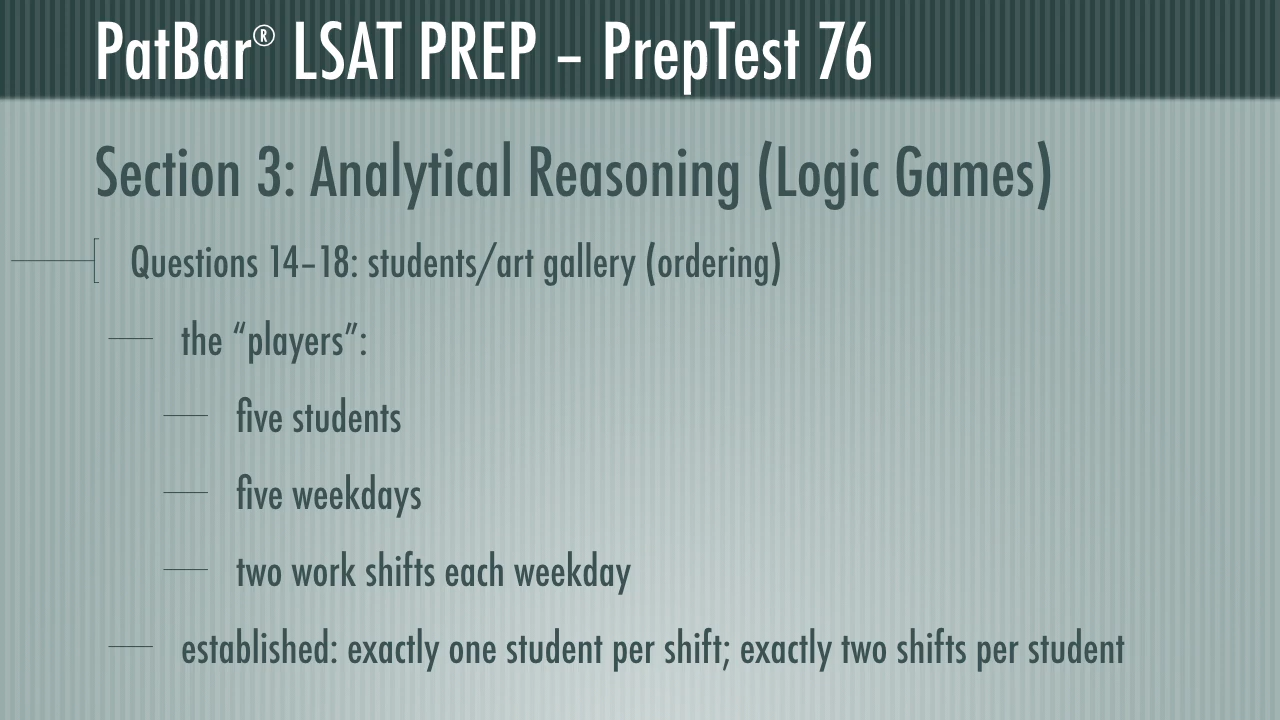 PatBar® LSAT PREP – PrepTest 76
Section 3: Analytical Reasoning (Logic Games)
Questions 14–18: students/art gallery (ordering)
the “players”:
five students
five weekdays
two work shifts each weekday
established: exactly one student per shift; exactly two shifts per student